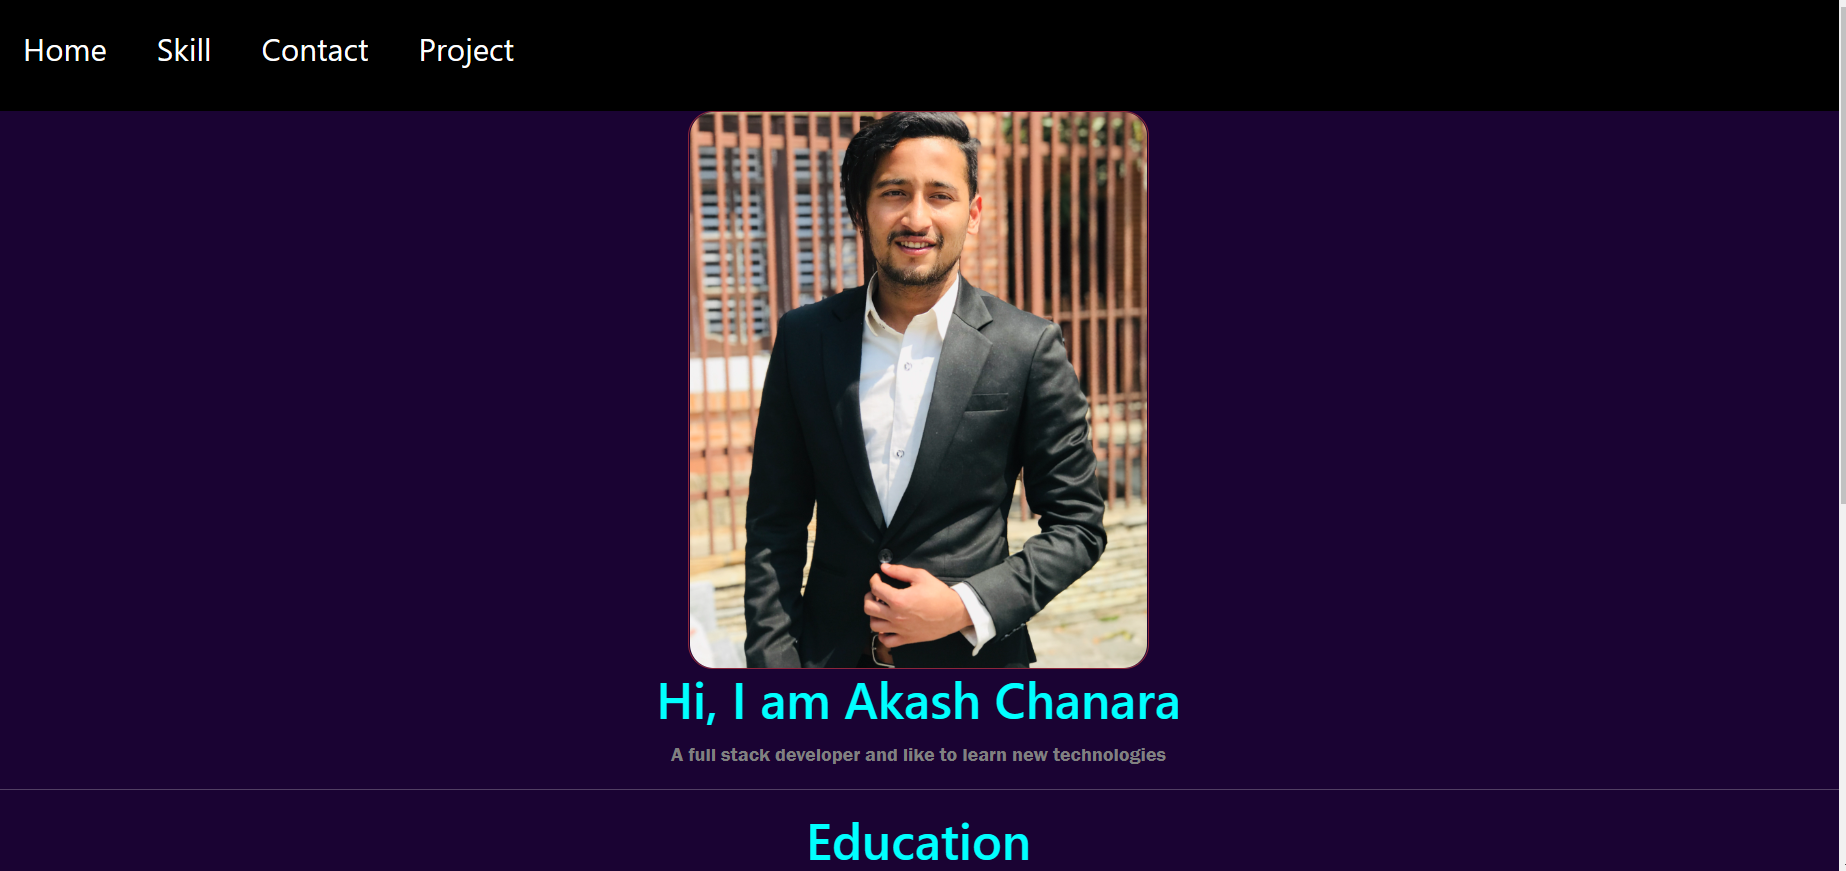 Home Skill Contact Project
Hi, I am Akash Chanara
A full stack developer and like to learn new technologies
Education